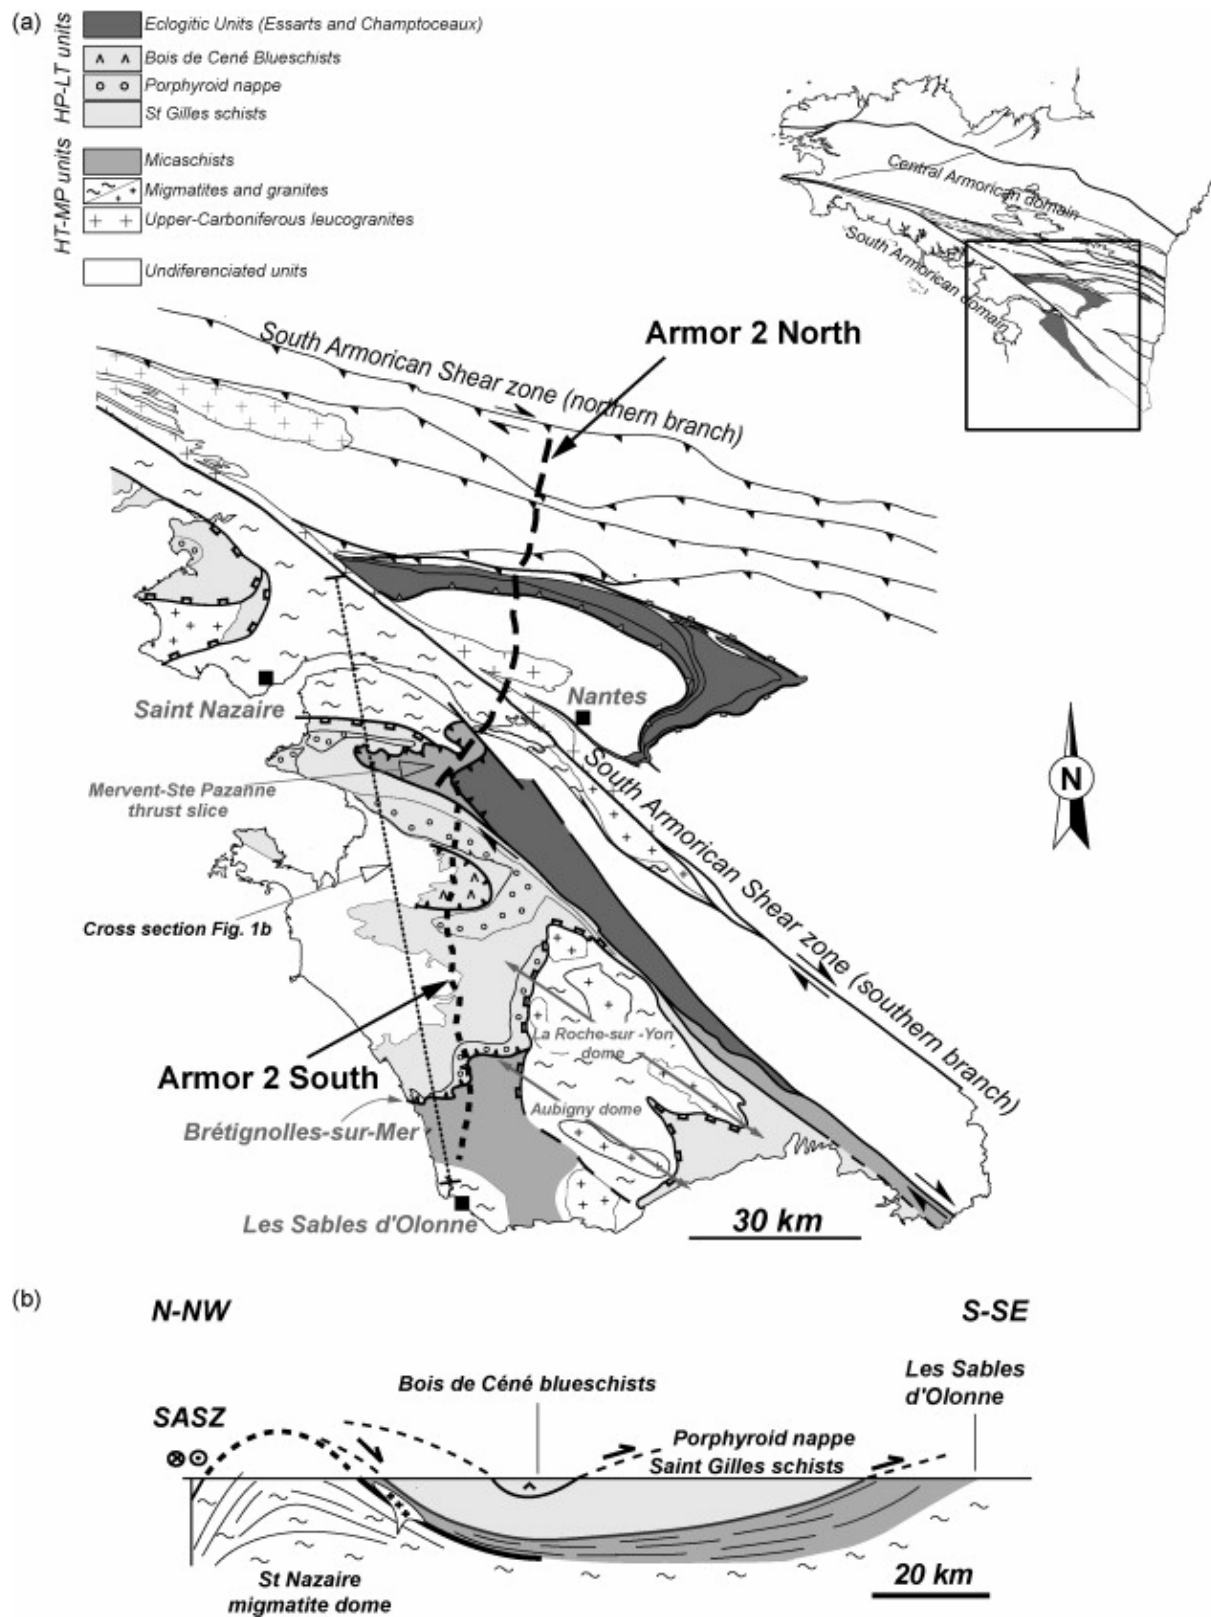 (a)
HP-LT units
Eclogitic Units (Essarts and Champtoceaux)
Bois de Cené Blueschists
Porphyroid nappe
St Gilles schists
HT-MP units
Micaschists
Migmatites and granites
Upper-Carboniferous leucogranites
Undiferenciated units
Central Armorican domain
South Armorican domain
South Armorican Shear zone (northern branch)
Armor 2 North
Saint Nazaire
Nantes
Mervent-Ste Pazanne
thrust slice
South Armorican Shear zone (southern branch)
N
Cross section Fig. 1b
La Roche-sur -Yon
dome
Armor 2 South
Aubigny dome
Brétignolles-sur-Mer
Les Sables d'Olonne
30 km
(b)
N-NW
S-SE
Bois de Céné blueschists
Les Sables
d'Olonne
SASZ
Porphyroid nappe
Saint Gilles schists
St Nazaire
migmatite dome
20 km